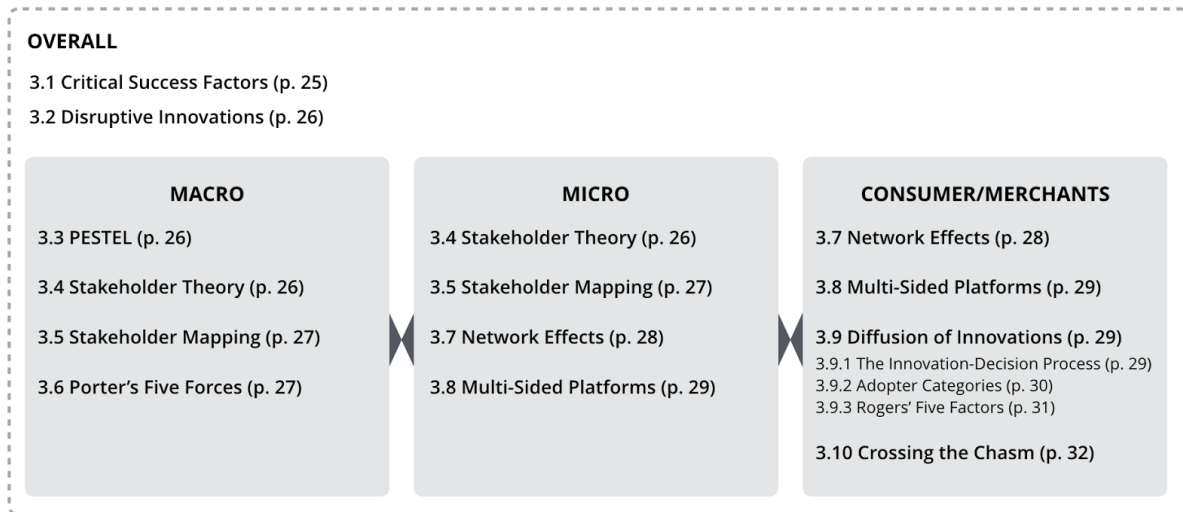 OVERALL
3.1 Critical Success Factors (p. 25)
3.2 Disruptive Innovations (p. 26)
MACRO
3.3 PESTEL (p. 26)
3.4 Stakeholder Theory (p. 26)
3.5 Stakeholder Mapping (p. 27)
3.6 Porter’s Five Forces (p. 27)
MICRO
3.4 Stakeholder Theory (p. 26)
3.5 Stakeholder Mapping (p. 27)
3.7 Network Effects (p. 28)
3.8 Multi-Sided Platforms (p. 29)
CONSUMER/MERCHANTS
3.7 Network Effects (p. 28)
3.8 Multi-Sided Platforms (p. 29)
3.9 Diffusion of Innovations (p. 29)
3.9.1 The Innovation-Decision Process (p. 29)
3.9.2 Adopter Categories (p. 30)
3.9.3 Rogers’ Five Factors (p. 31)
3.10 Crossing the Chasm (p. 32)